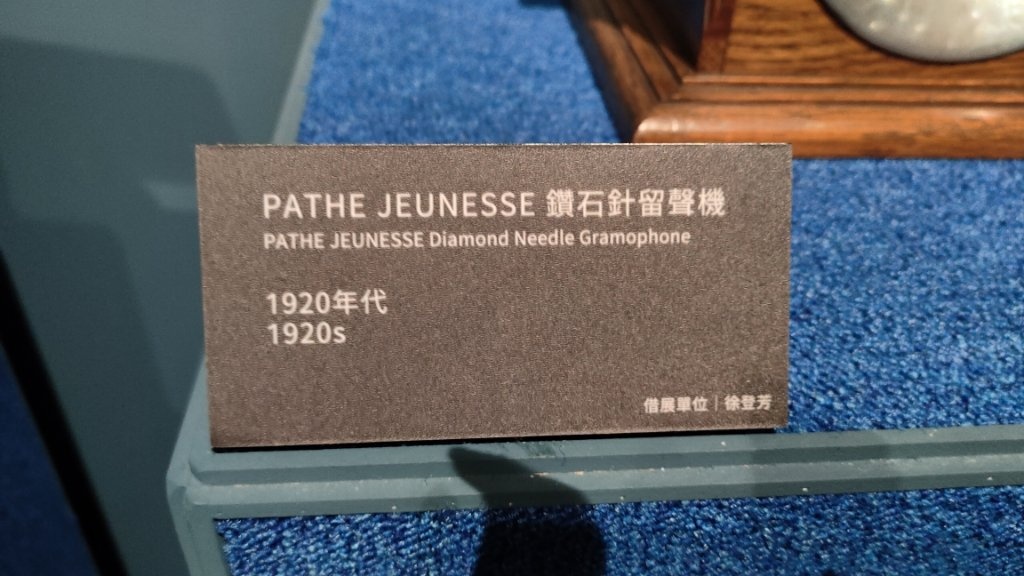 PATHE JEUNESSE 鑽石針留聲機
PATHE JEUNESSE Diamond Needle Gramophone
1920年代
1920s
借展單位｜徐登芳